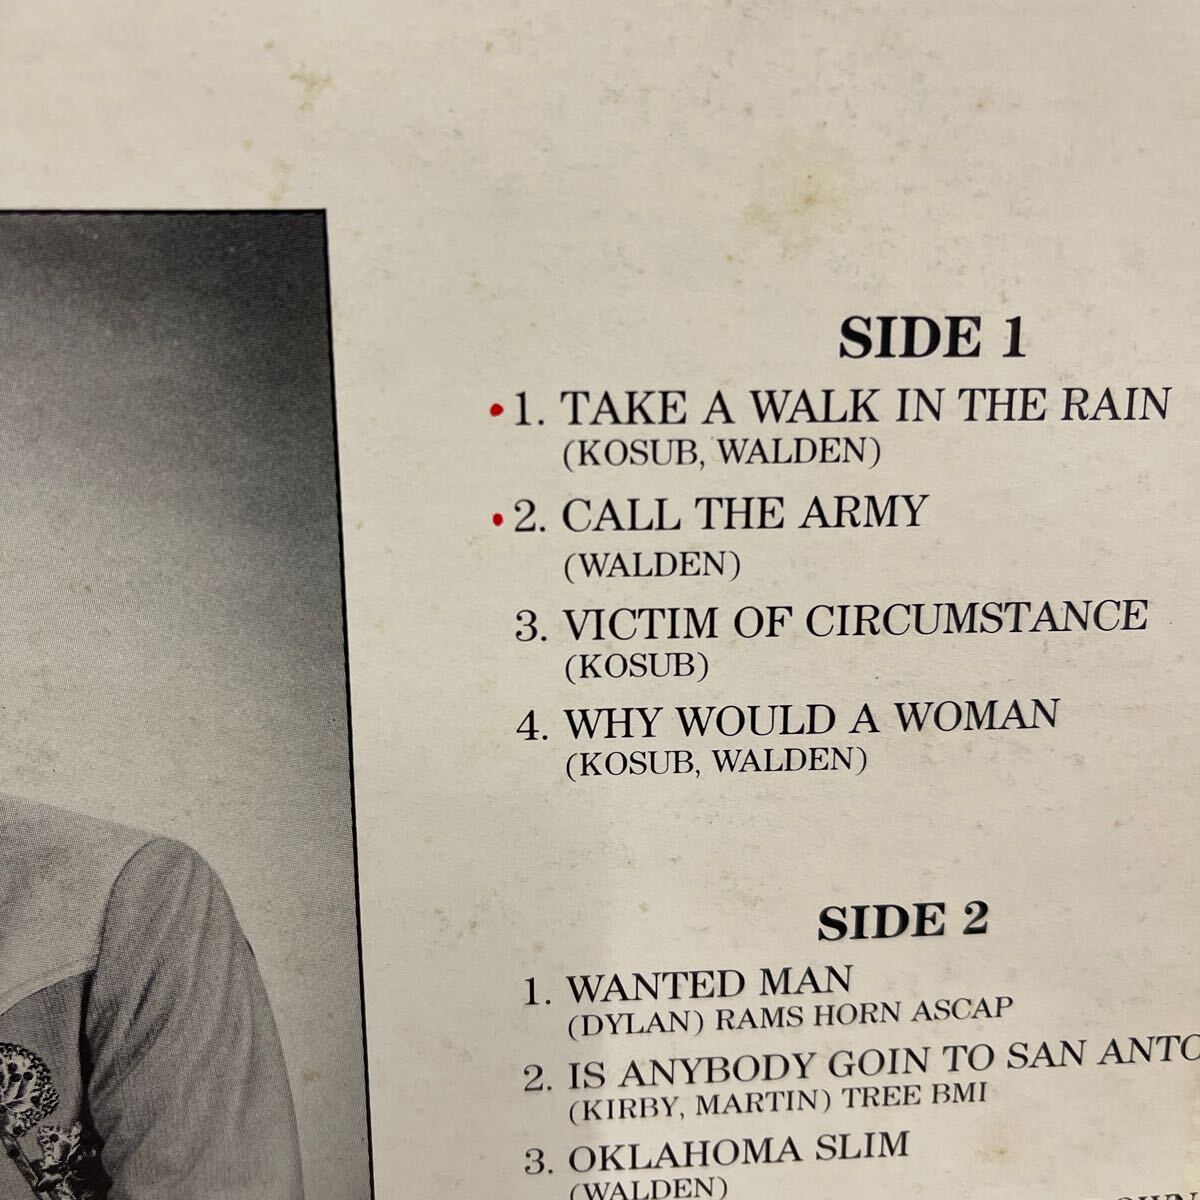 SIDE 1
1. TAKE A WALK IN THE RAIN
(KOSUB, WALDEN)
2. CALL THE ARMY
(WALDEN)
3. VICTIM OF CIRCUMSTANCE
(KOSUB)
4. WHY WOULD A WOMAN
(KOSUB, WALDEN)
SIDE 2
1. WANTED MAN
(DYLAN) RAMS HORN ASCAP
2. IS ANYBODY GOIN TO SAN ANTO
(KIRBY, MARTIN) TREE BMI
3. OKLAHOMA SLIM
(WALDEN)